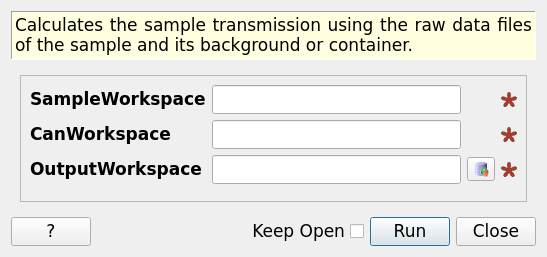 Calculates the sample transmission using the raw data files
of the sample and its background or container.
SampleWorkspace
CanWorkspace
OutputWorkspace
? Keep Open Run Close